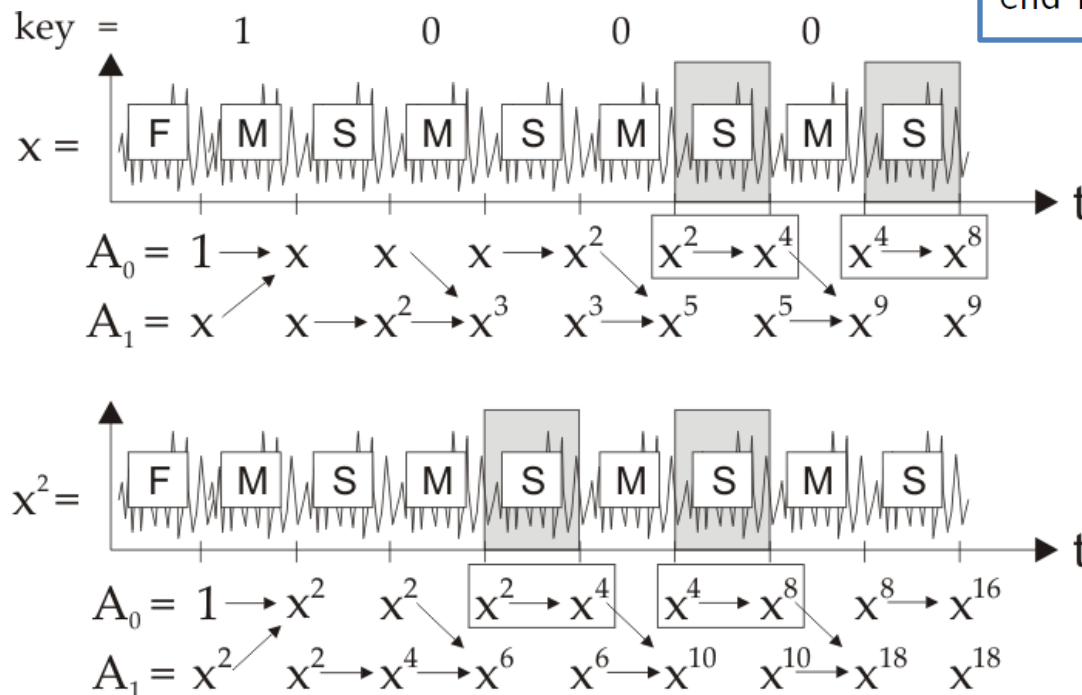 end
key = 1 0 0 0
x = F M S M S M S M S
t
A₀ = 1 → x x x → x² x² → x⁴ x⁴ → x⁸
A₁ = x x → x² → x³ x³ → x⁵ x⁵ → x⁹ x⁹
x² = F M S M S M S M S
t
A₀ = 1 → x² x² x² → x⁴ x⁴ → x⁸ x⁸ → x¹⁶
A₁ = x² x² → x⁴ → x⁶ x⁶ → x¹⁰ x¹⁰ → x¹⁸ x¹⁸